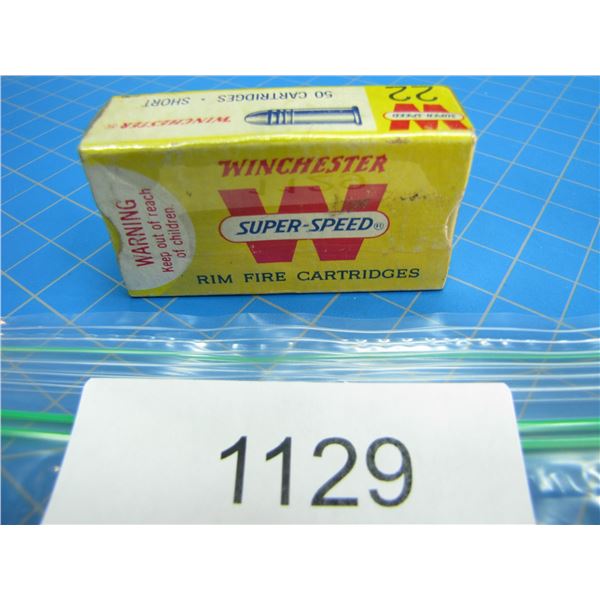 22
50 CARTRIDGES • SHORT
WINCHESTER
W
SUPER-SPEED
WINCHESTER
W
SUPER-SPEED®
RIM FIRE CARTRIDGES
WARNING
Keep out of reach
of children.
1129